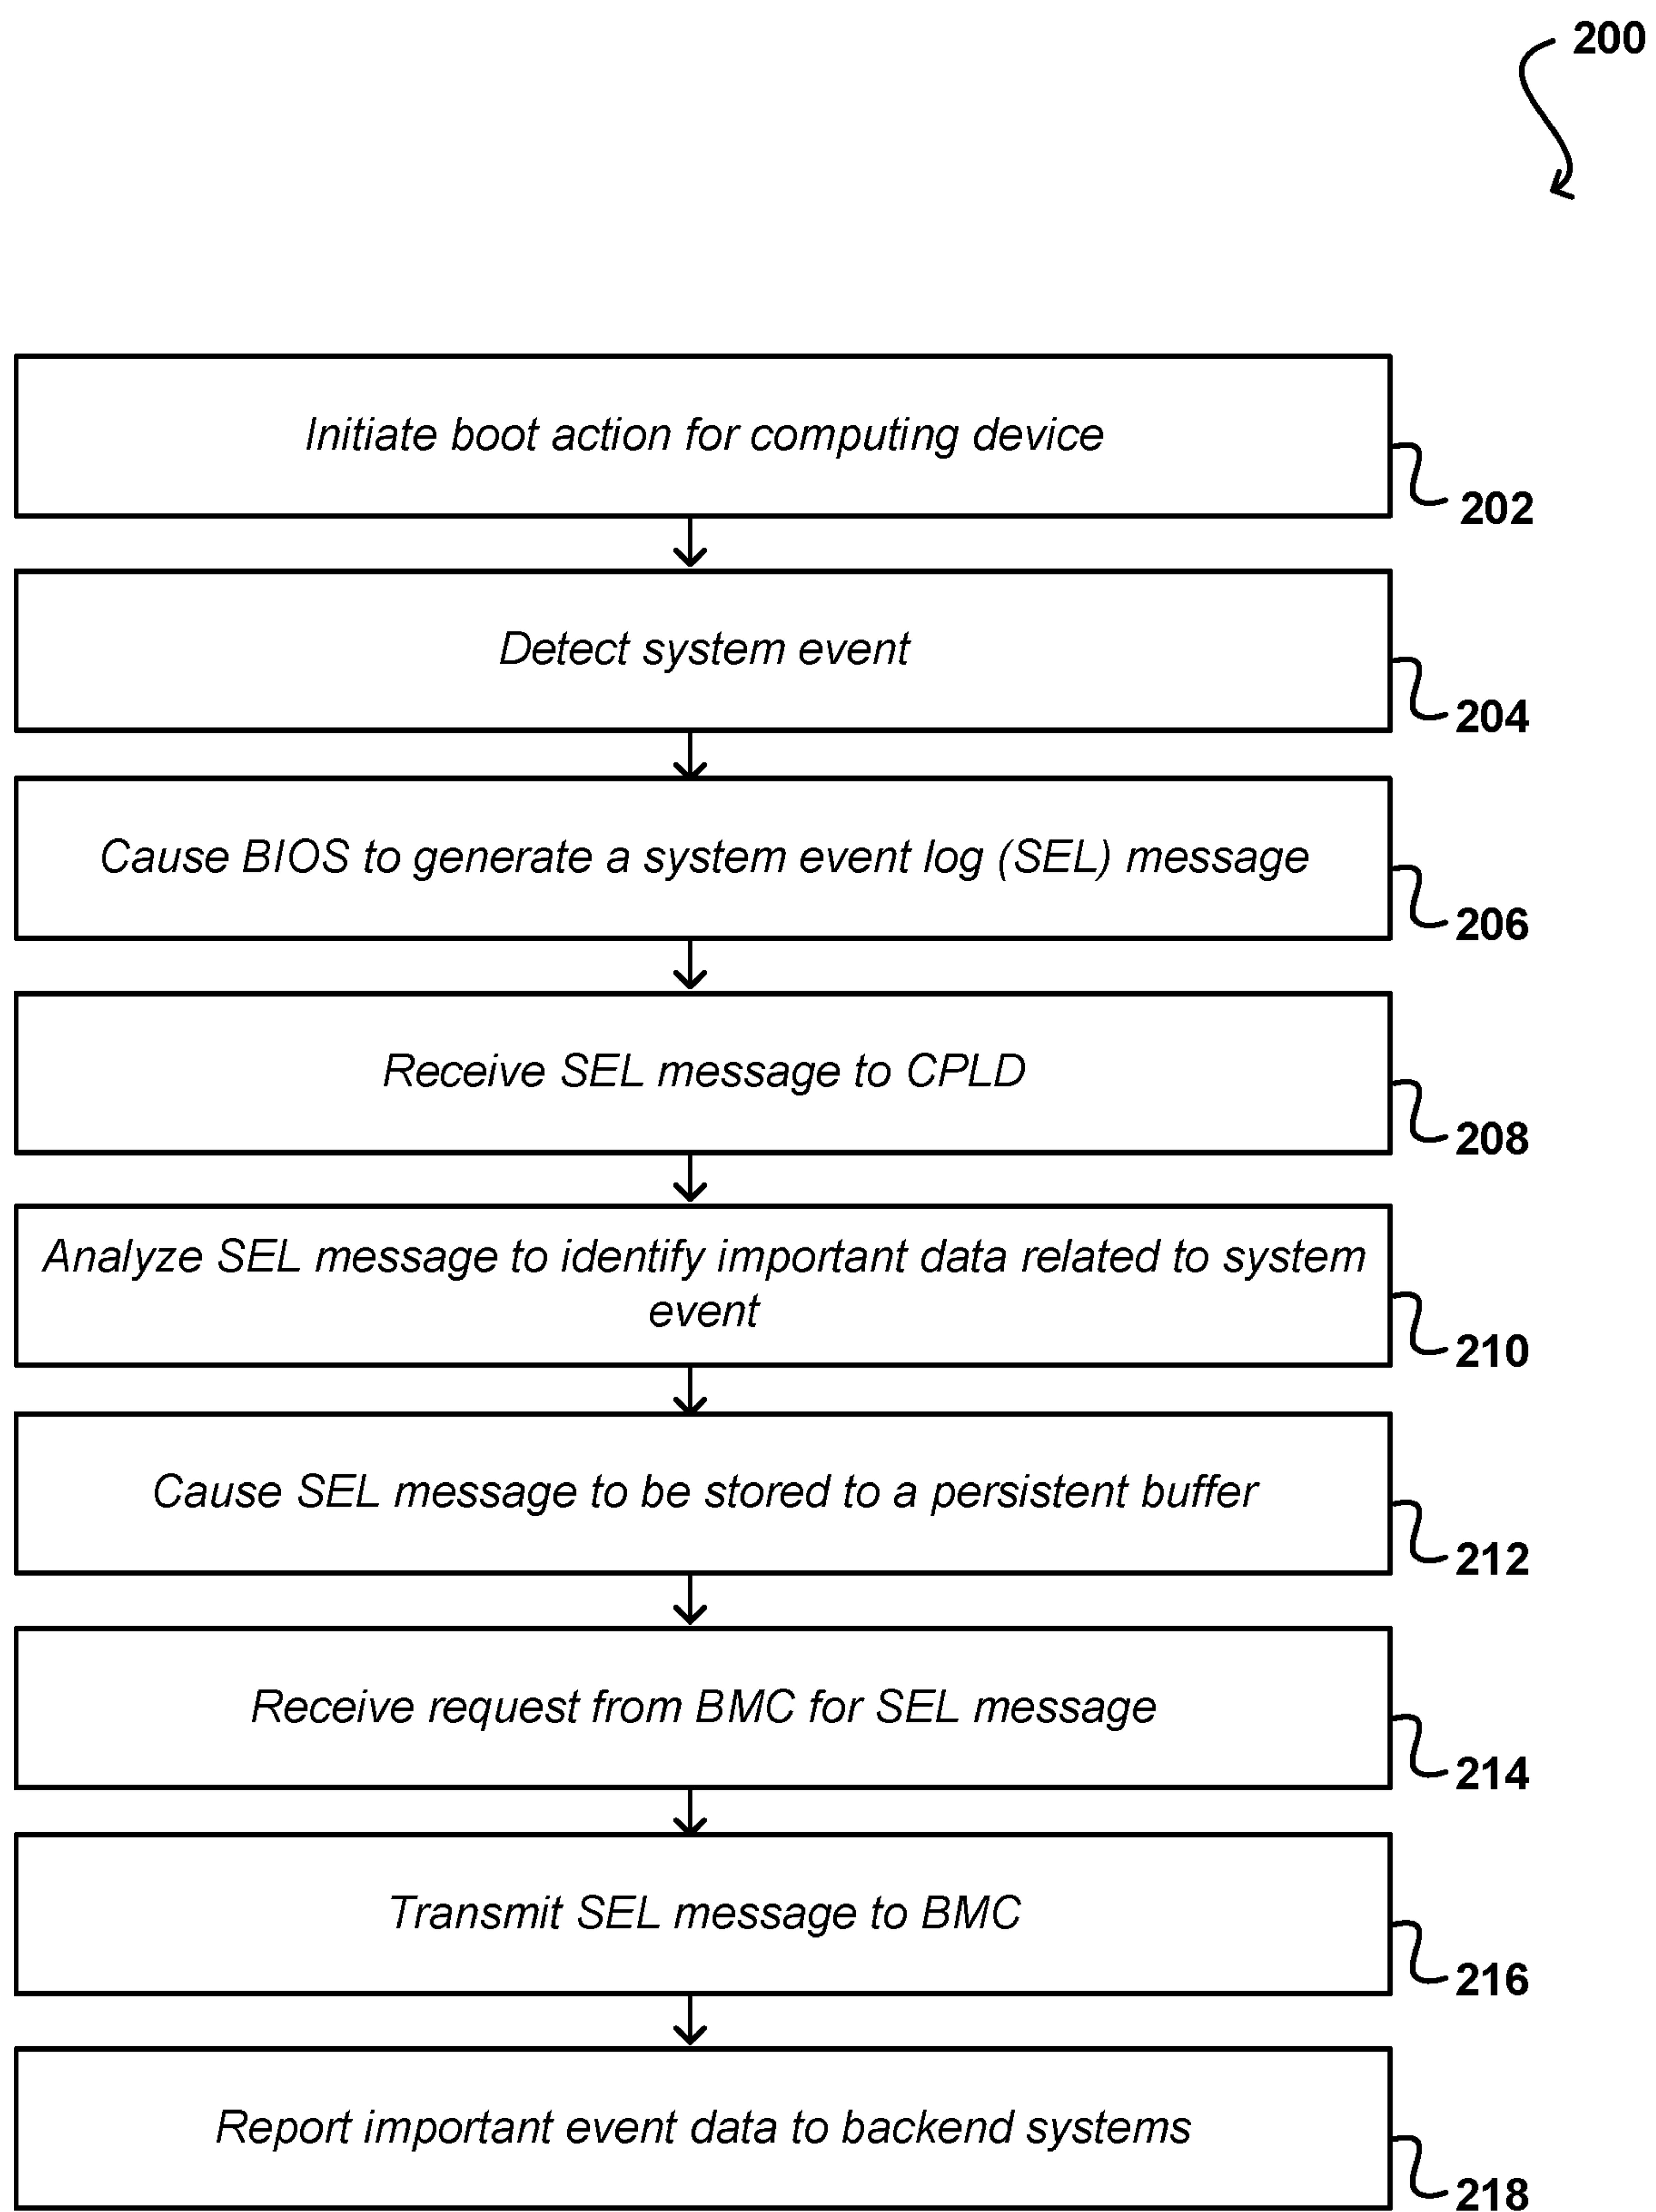 200
Initiate boot action for computing device
202
Detect system event
204
Cause BIOS to generate a system event log (SEL) message
206
Receive SEL message to CPLD
208
Analyze SEL message to identify important data related to system
event
210
Cause SEL message to be stored to a persistent buffer
212
Receive request from BMC for SEL message
214
Transmit SEL message to BMC
216
Report important event data to backend systems
218